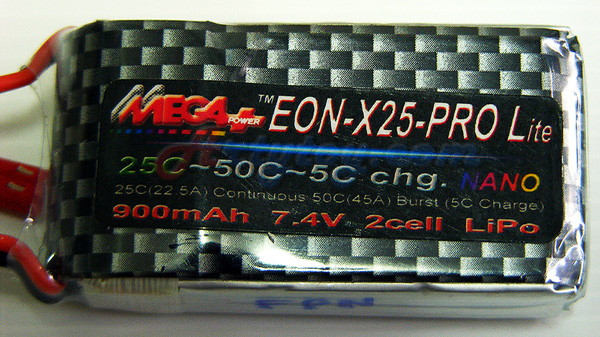 MEGA+ POWER ™EON-X25-PRO Lite
25C~50C~5C chg. NANO
25C(22.5A) Continuous 50C(45A) Burst (5C Charge)
900mAh 7.4V 2cell LiPo